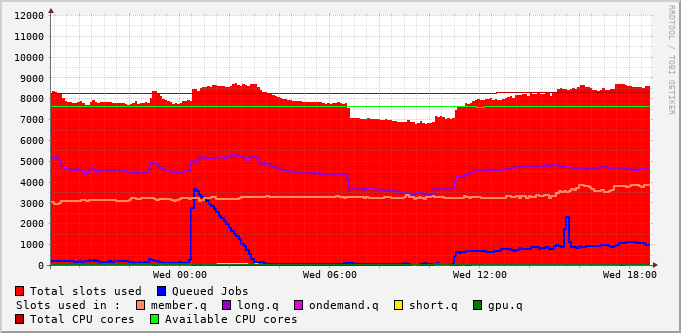 RRDTOOL / TOBI OETIKER
12000
11000
10000
9000
8000
7000
6000
5000
4000
3000
2000
1000
0
Wed 00:00 Wed 06:00 Wed 12:00 Wed 18:00
Total slots used Queued Jobs
Slots used in : member.q long.q ondemand.q short.q gpu.q
Total CPU cores Available CPU cores